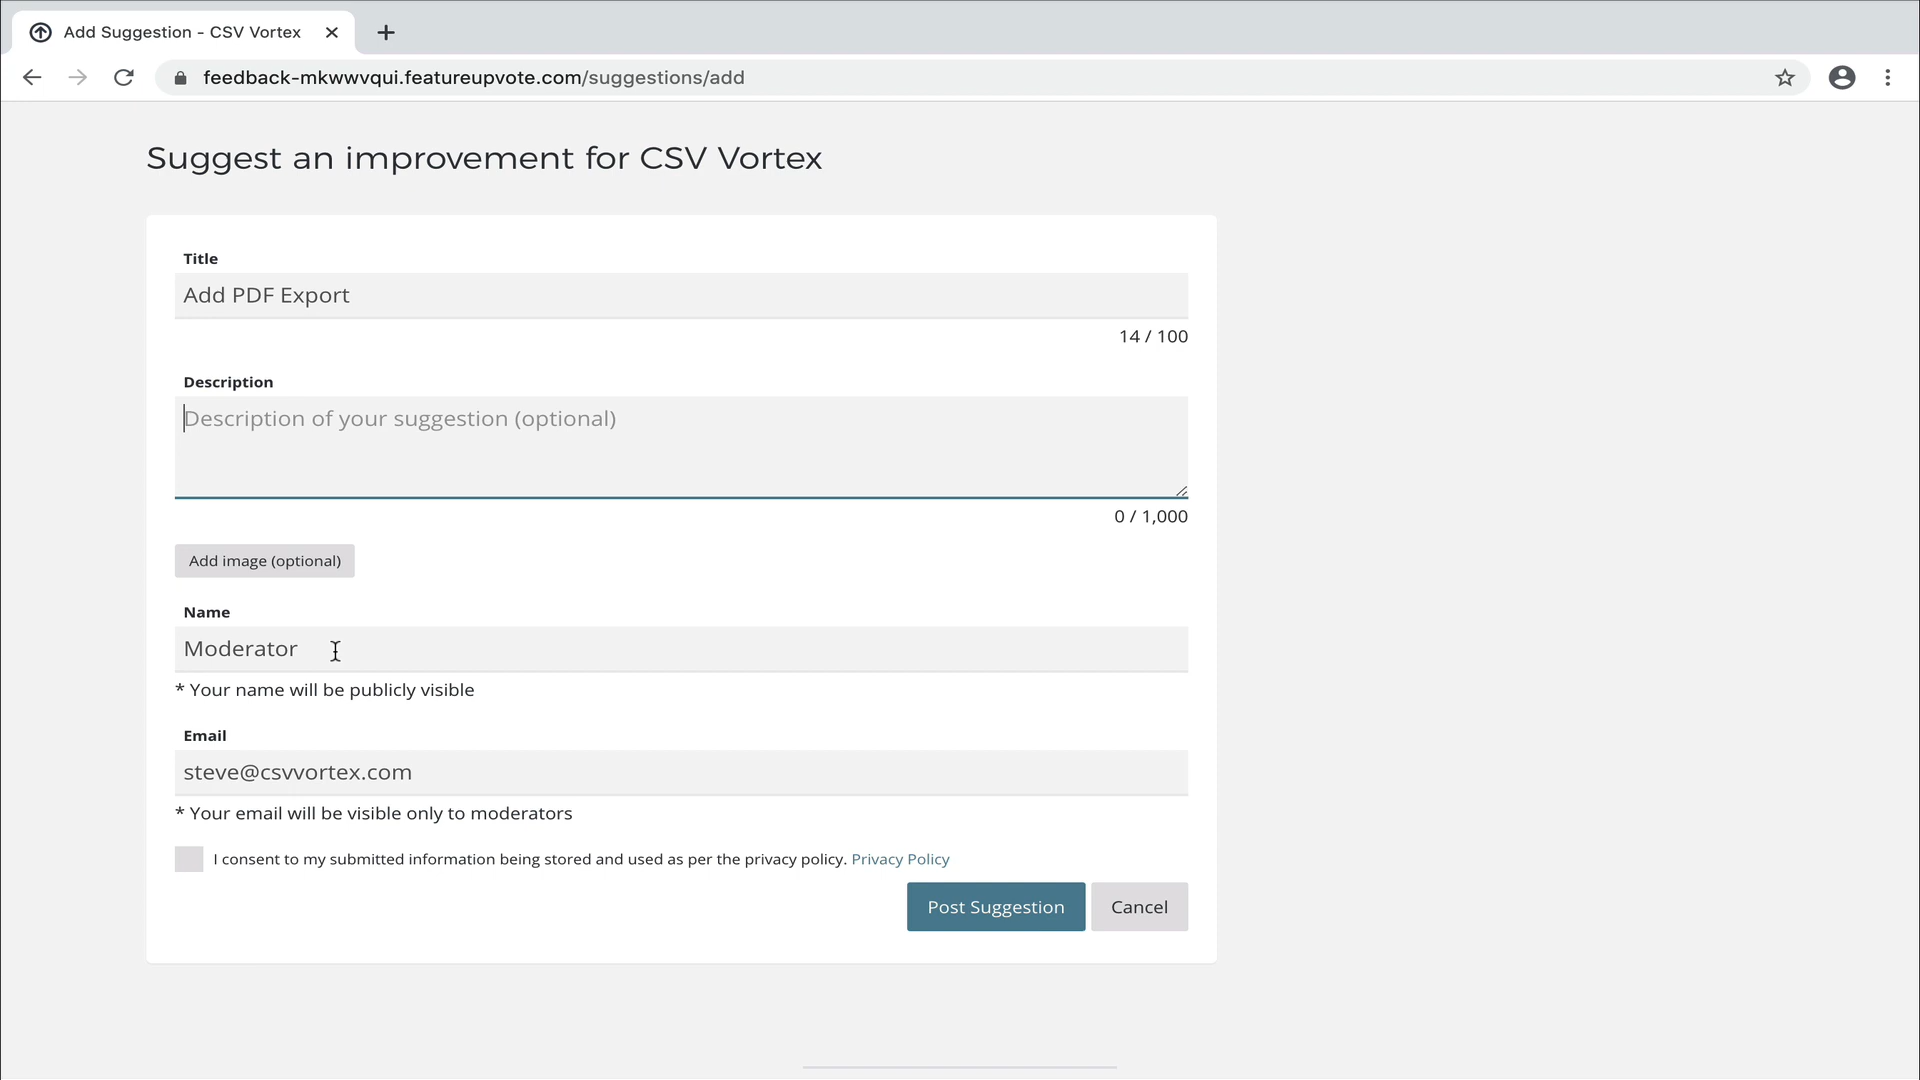 Add Suggestion - CSV Vortex
feedback-mkwwvqui.featureupvote.com/suggestions/add
Suggest an improvement for CSV Vortex
Title
Add PDF Export
14 / 100
Description
Description of your suggestion (optional)
0 / 1,000
Add image (optional)
Name
Moderator
* Your name will be publicly visible
Email
steve@csvvortex.com
* Your email will be visible only to moderators
I consent to my submitted information being stored and used as per the privacy policy. Privacy Policy
Post Suggestion Cancel